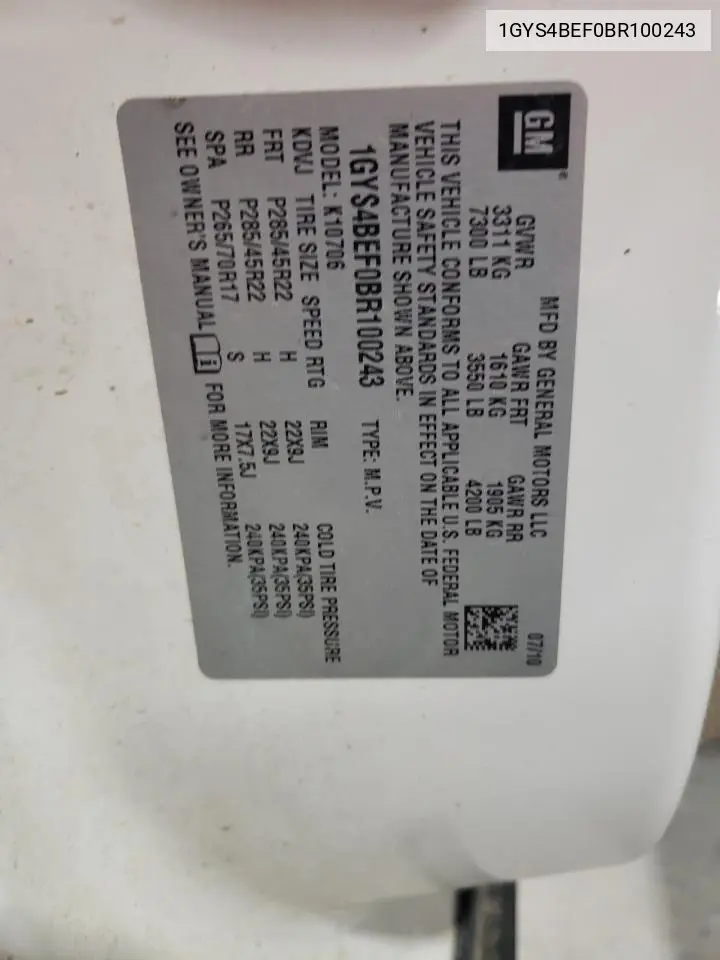 1GYS4BEF0BR100243
GM
MFD BY GENERAL MOTORS LLC 07/10
GVWR GAWR FRT GAWR RR
3311 KG 1610 KG 1905 KG
7300 LB 3550 LB 4200 LB
THIS VEHICLE CONFORMS TO ALL APPLICABLE U.S. FEDERAL MOTOR
VEHICLE SAFETY STANDARDS IN EFFECT ON THE DATE OF
MANUFACTURE SHOWN ABOVE.
1GYS4BEF0BR100243 TYPE: M.P.V.
MODEL: K10706
KDVJ TIRE SIZE SPEED RTG RIM COLD TIRE PRESSURE
FRT P285/45R22 H 22X9J 240KPA(35PSI)
RR P285/45R22 H 22X9J 240KPA(35PSI)
SPA P265/70R17 S 17X7.5J 240KPA(35PSI)
SEE OWNER'S MANUAL i FOR MORE INFORMATION.